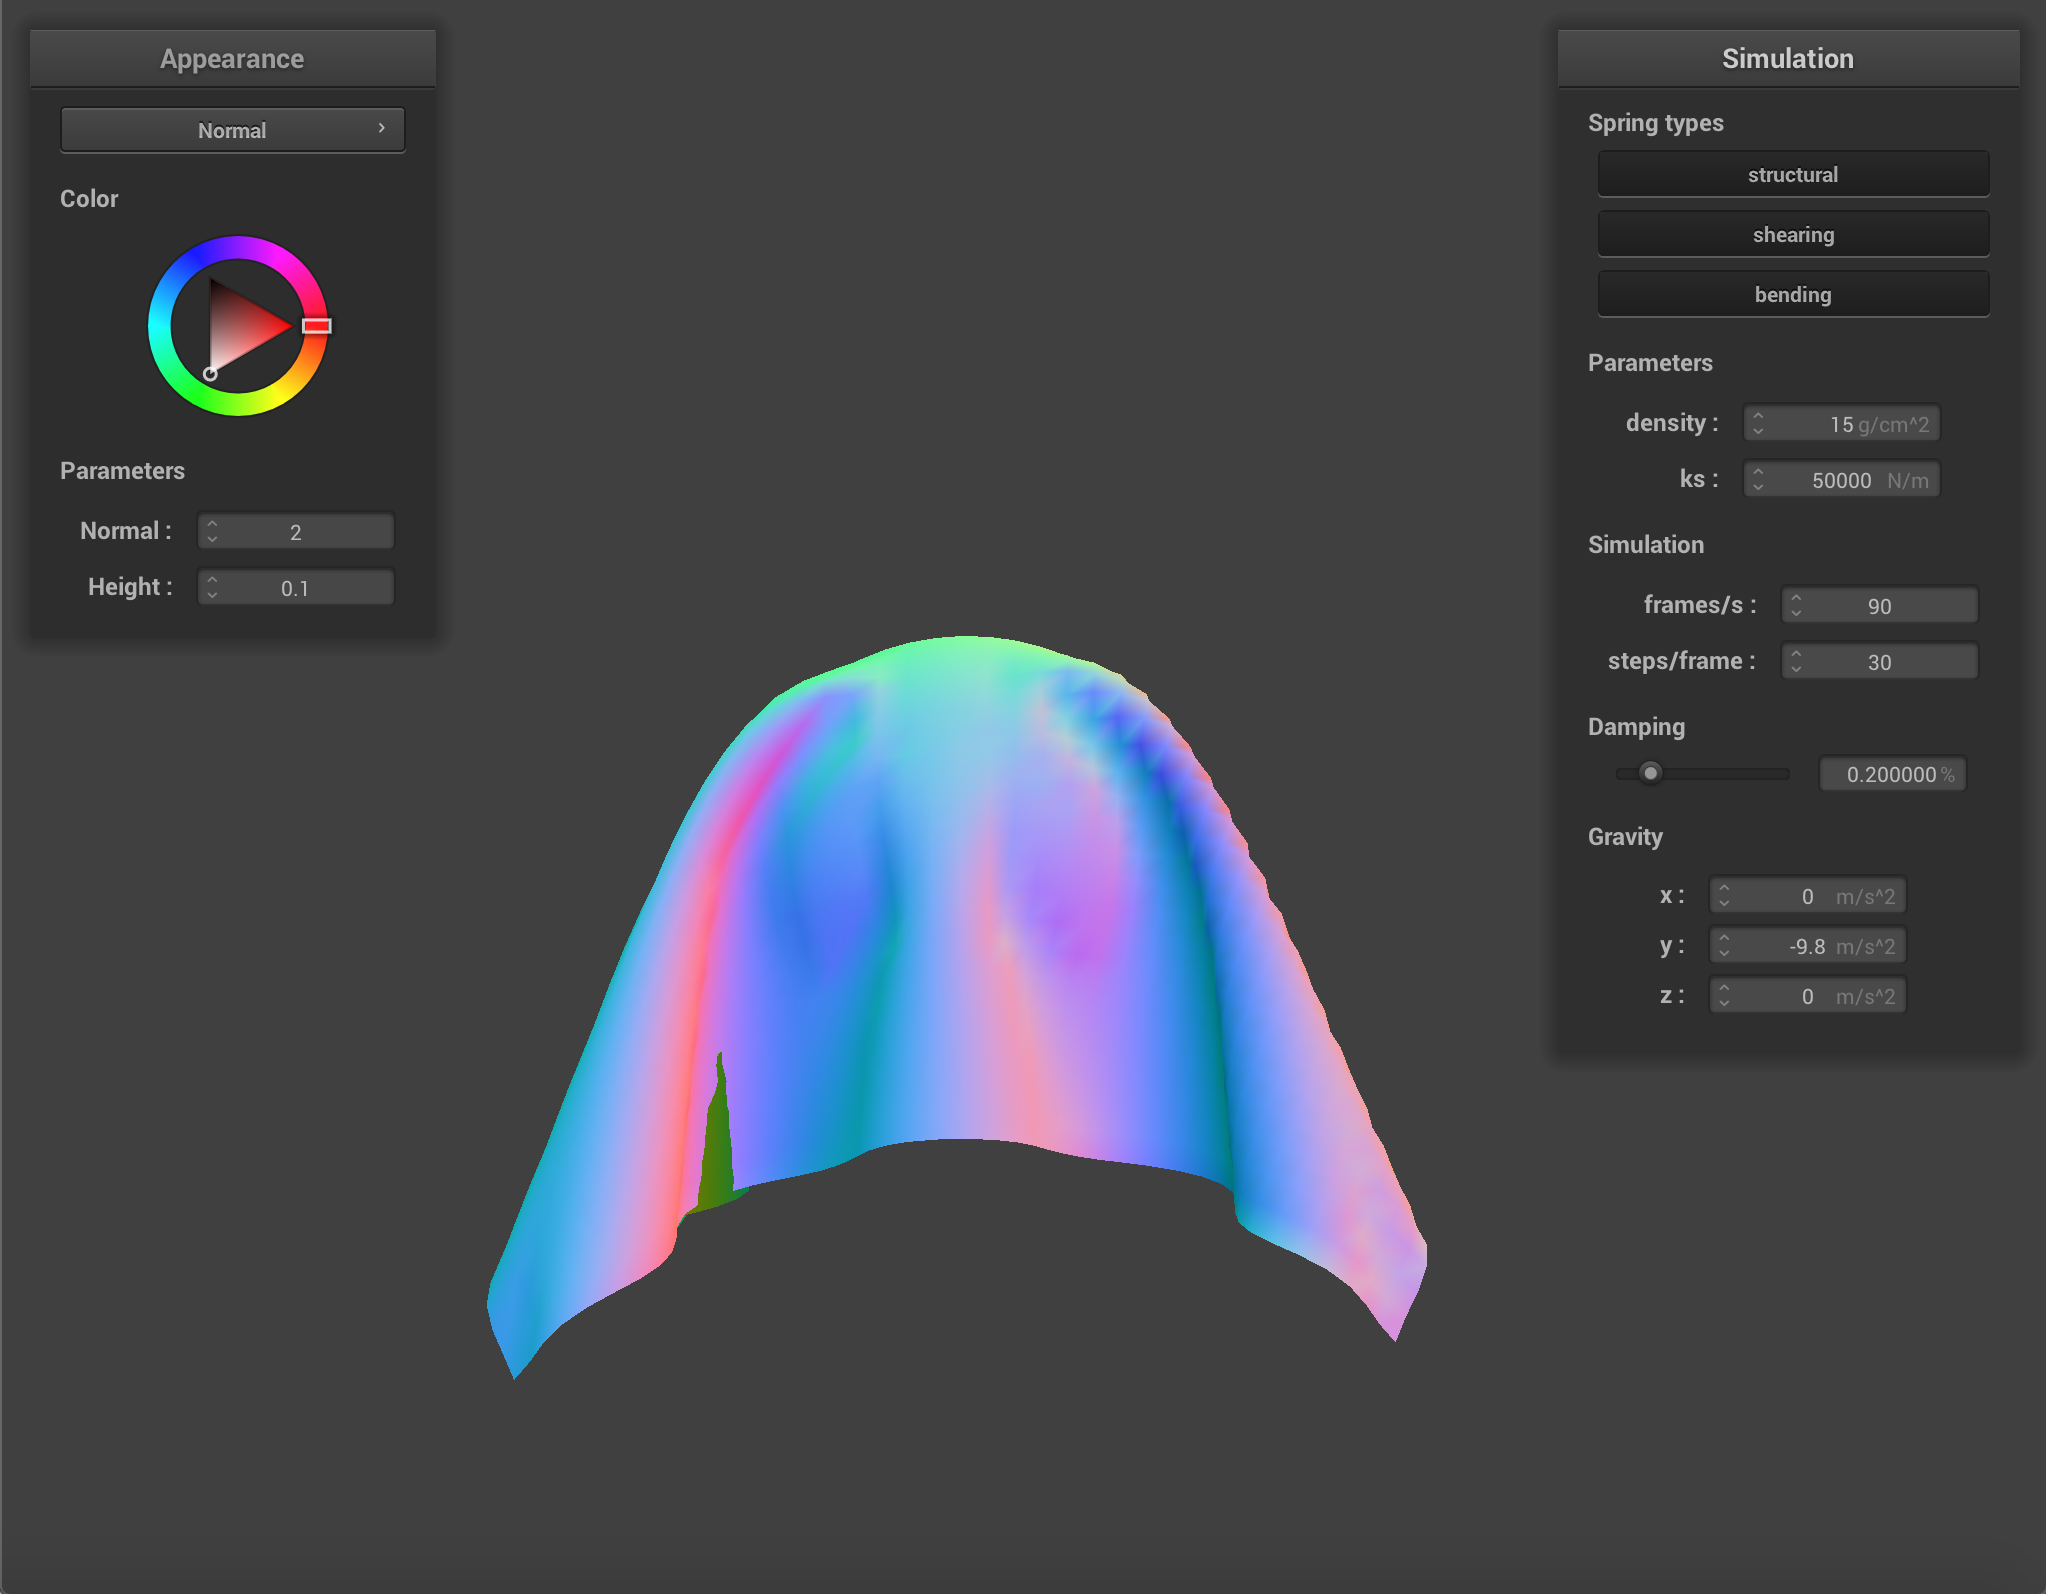 Appearance
Normal
Color
Parameters
Normal : 2
Height : 0.1
Simulation
Spring types
structural
shearing
bending
Parameters
density : 15 g/cm^2
ks : 50000 N/m
Simulation
frames/s : 90
steps/frame : 30
Damping
0.200000 %
Gravity
x : 0 m/s^2
y : -9.8 m/s^2
z : 0 m/s^2